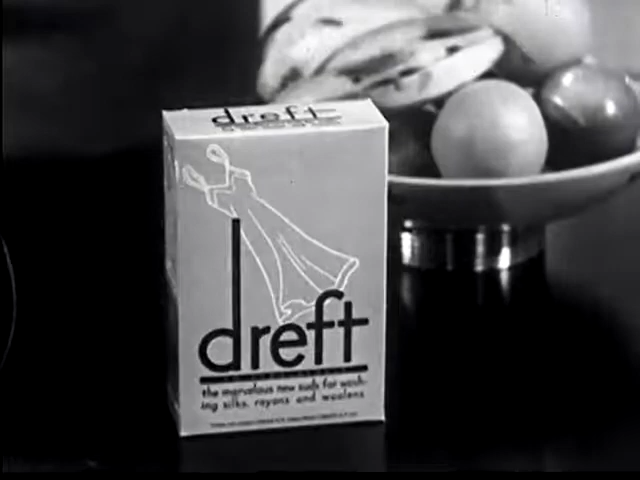 dreft
dreft
the marvelous new suds for wash-
ing silks, rayons and woolens